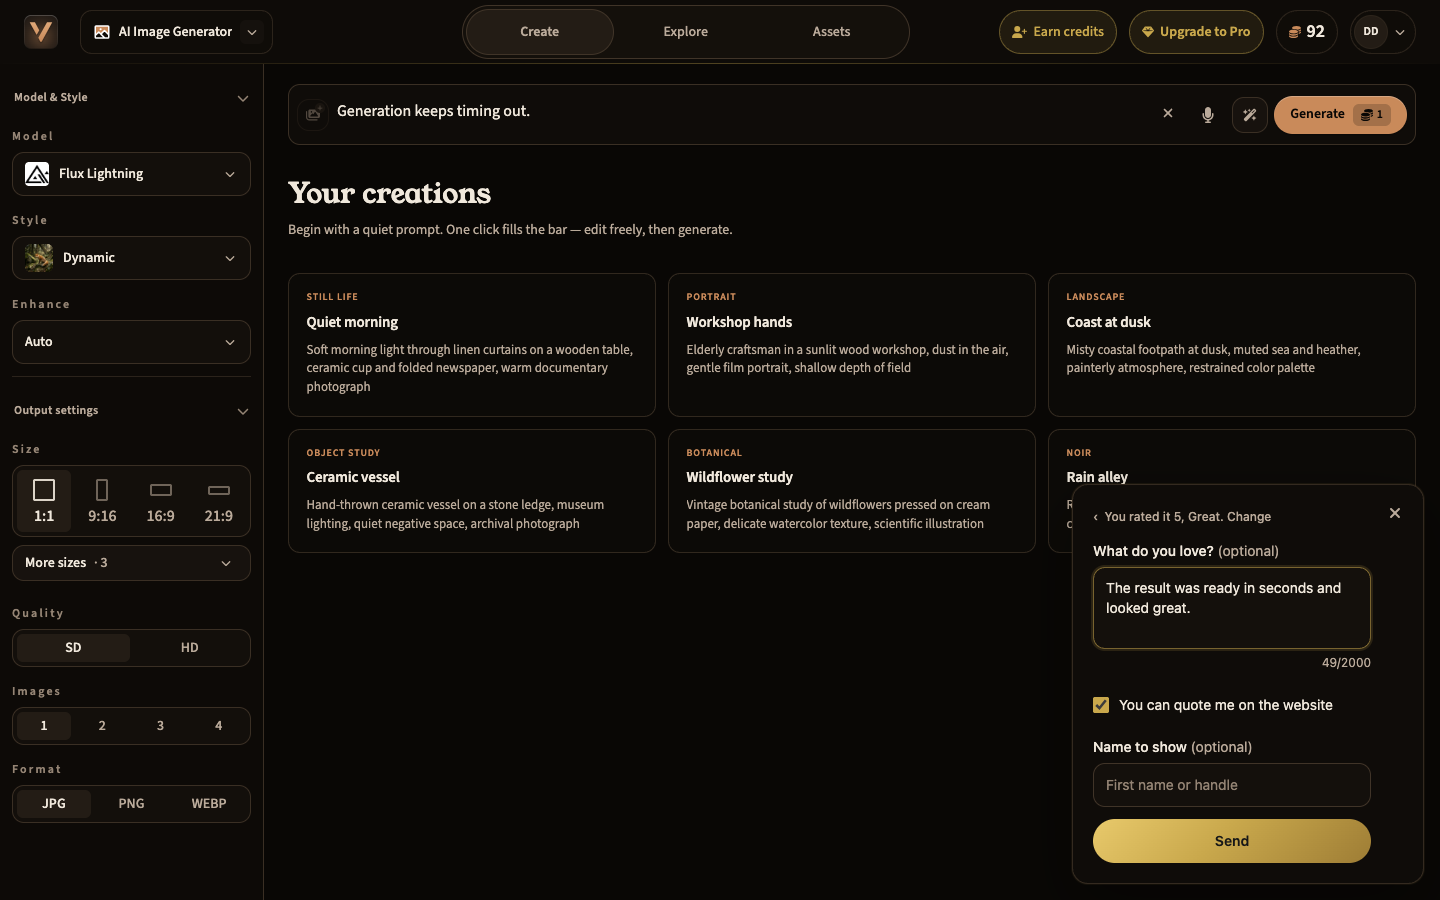 AI Image Generator
Create
Explore
Assets
Earn credits
Upgrade to Pro
92
DD
Model & Style
Model
Flux Lightning
Style
Dynamic
Enhance
Auto
Output settings
Size
1:1
9:16
16:9
21:9
More sizes · 3
Quality
SD
HD
Images
1
2
3
4
Format
JPG
PNG
WEBP
Generation keeps timing out.
Generate
1
Your creations
Begin with a quiet prompt. One click fills the bar — edit freely, then generate.
STILL LIFE
Quiet morning
Soft morning light through linen curtains on a wooden table,
ceramic cup and folded newspaper, warm documentary
photograph
PORTRAIT
Workshop hands
Elderly craftsman in a sunlit wood workshop, dust in the air,
gentle film portrait, shallow depth of field
LANDSCAPE
Coast at dusk
Misty coastal footpath at dusk, muted sea and heather,
painterly atmosphere, restrained color palette
OBJECT STUDY
Ceramic vessel
Hand-thrown ceramic vessel on a stone ledge, museum
lighting, quiet negative space, archival photograph
BOTANICAL
Wildflower study
Vintage botanical study of wildflowers pressed on cream
paper, delicate watercolor texture, scientific illustration
NOIR
Rain alley
‹ You rated it 5, Great. Change
What do you love? (optional)
The result was ready in seconds and
looked great.
49/2000
You can quote me on the website
Name to show (optional)
First name or handle
Send